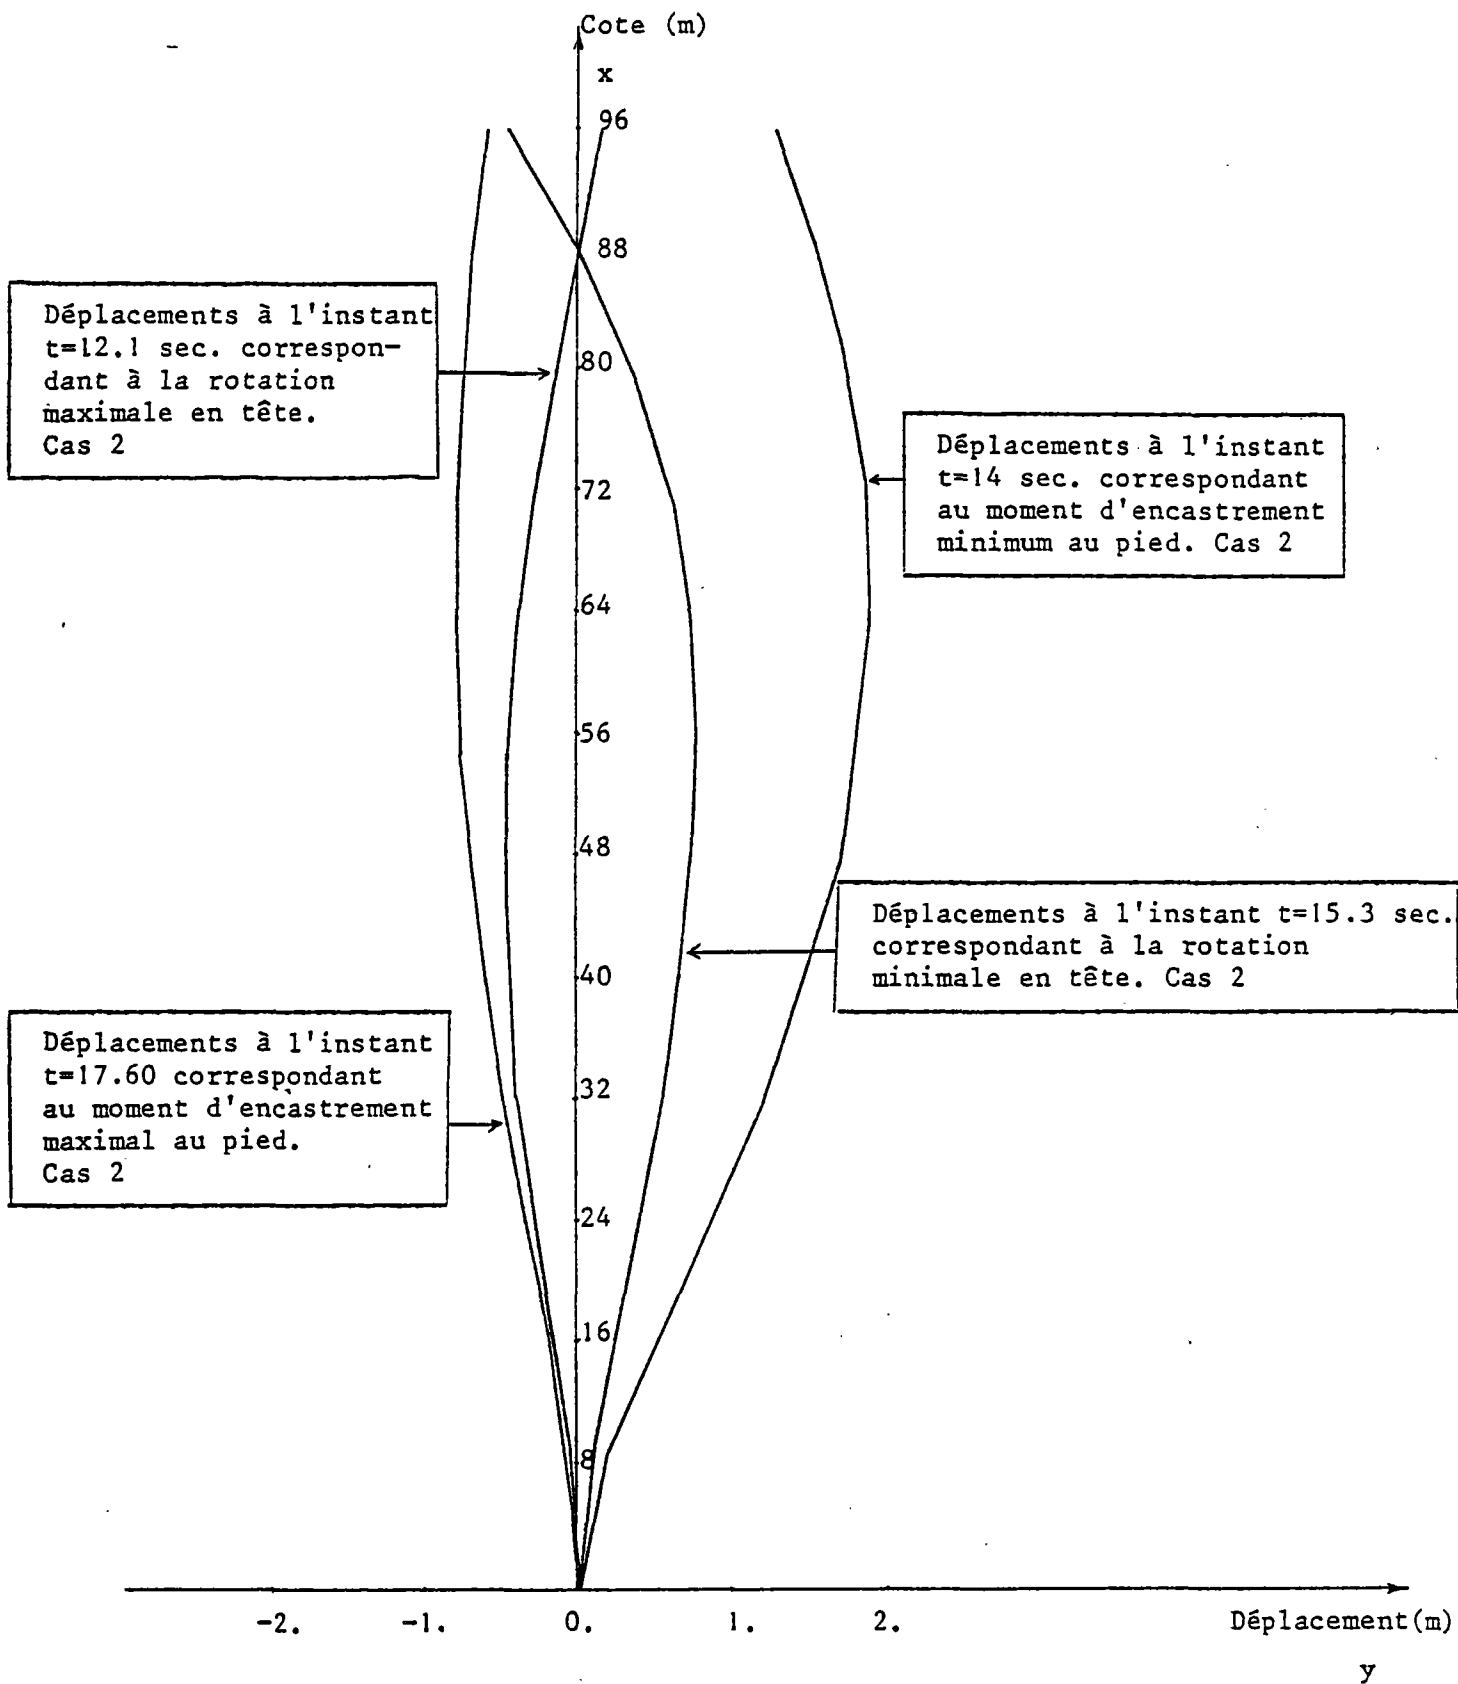 Cote (m)
x
96
88
Déplacements à l'instant
t=12.1 sec. correspon-
dant à la rotation
maximale en tête.
Cas 2
80
Déplacements à l'instant
t=14 sec. correspondant
au moment d'encastrement
minimum au pied. Cas 2
72
64
56
48
Déplacements à l'instant t=15.3 sec.
correspondant à la rotation
minimale en tête. Cas 2
40
Déplacements à l'instant
t=17.60 correspondant
au moment d'encastrement
maximal au pied.
Cas 2
32
24
16
8
-2. -1. 0. 1. 2. Déplacement(m)
y